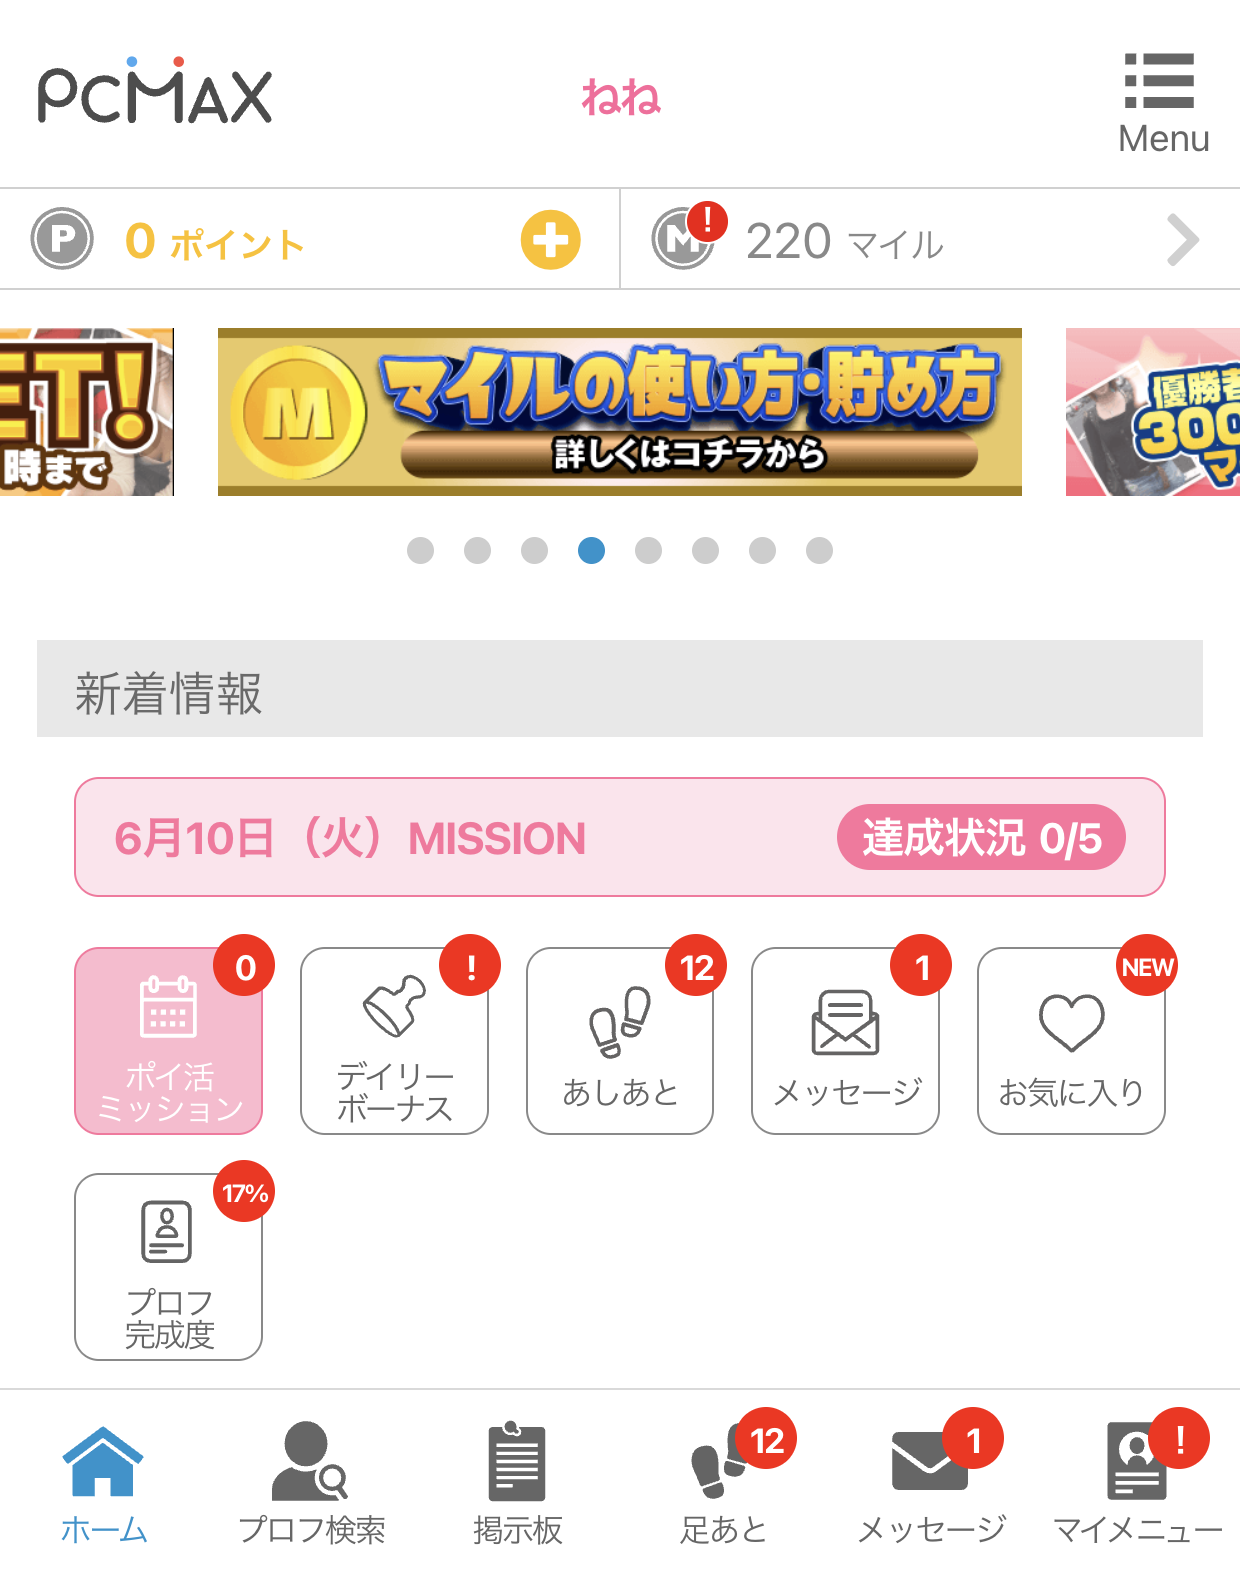 PCMAX
ねね
Menu
P
0 ポイント
M
!
220 マイル
ET!
時まで
M
マイルの使い方・貯め方
詳しくはコチラから
優勝者
300
マ
新着情報
6月10日（火）MISSION
達成状況 0/5
0
ポイ活
ミッション
!
デイリー
ボーナス
12
あしあと
1
メッセージ
NEW
お気に入り
17%
プロフ
完成度
ホーム
プロフ検索
掲示板
12
足あと
1
メッセージ
!
マイメニュー